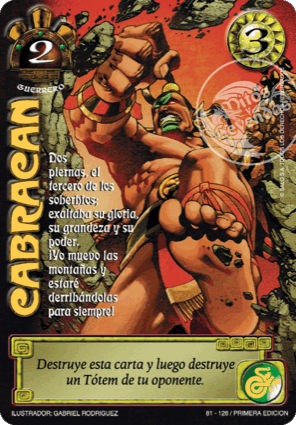 2
3
GUERRERO
CABRACAN
Dos
piernas, el
tercero de los
soberbios;
exaltaba su gloria,
su grandeza y su
poder.
¡Yo muevo las
montañas y
estaré
derribándolas
para siempre!
Destruye esta carta y luego destruye
un Tótem de tu oponente.
ILUSTRADOR: GABRIEL RODRIGUEZ
81 - 126 / PRIMERA EDICION